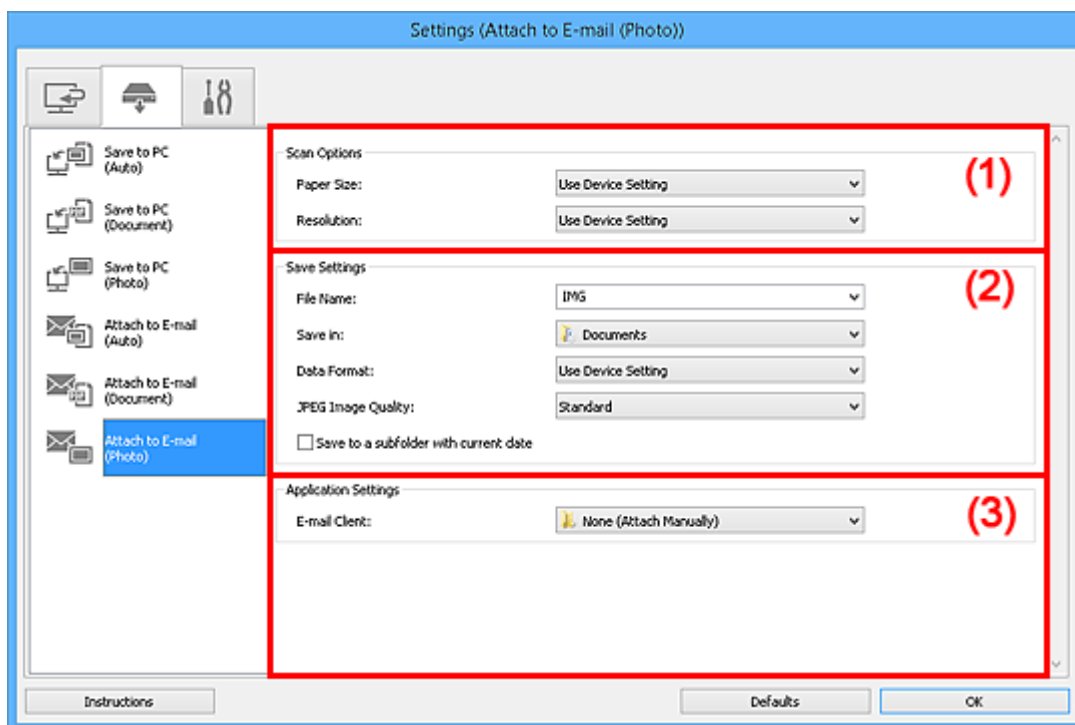 Settings (Attach to E-mail (Photo))
Save to PC
(Auto)
Save to PC
(Document)
Save to PC
(Photo)
Attach to E-mail
(Auto)
Attach to E-mail
(Document)
Attach to E-mail
(Photo)
Scan Options
(1)
Paper Size: Use Device Setting
Resolution: Use Device Setting
Save Settings
(2)
File Name: IMG
Save in: Documents
Data Format: Use Device Setting
JPEG Image Quality: Standard
Save to a subfolder with current date
Application Settings
(3)
E-mail Client: None (Attach Manually)
Instructions Defaults OK